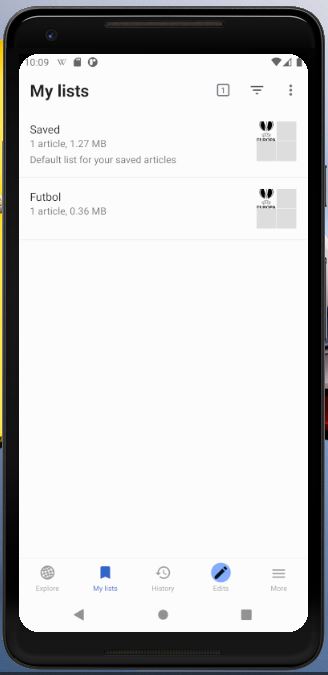 10:09 W
My lists
1
Saved
1 article, 1.27 MB
Default list for your saved articles
Futbol
1 article, 0.36 MB
Explore
My lists
History
Edits
More